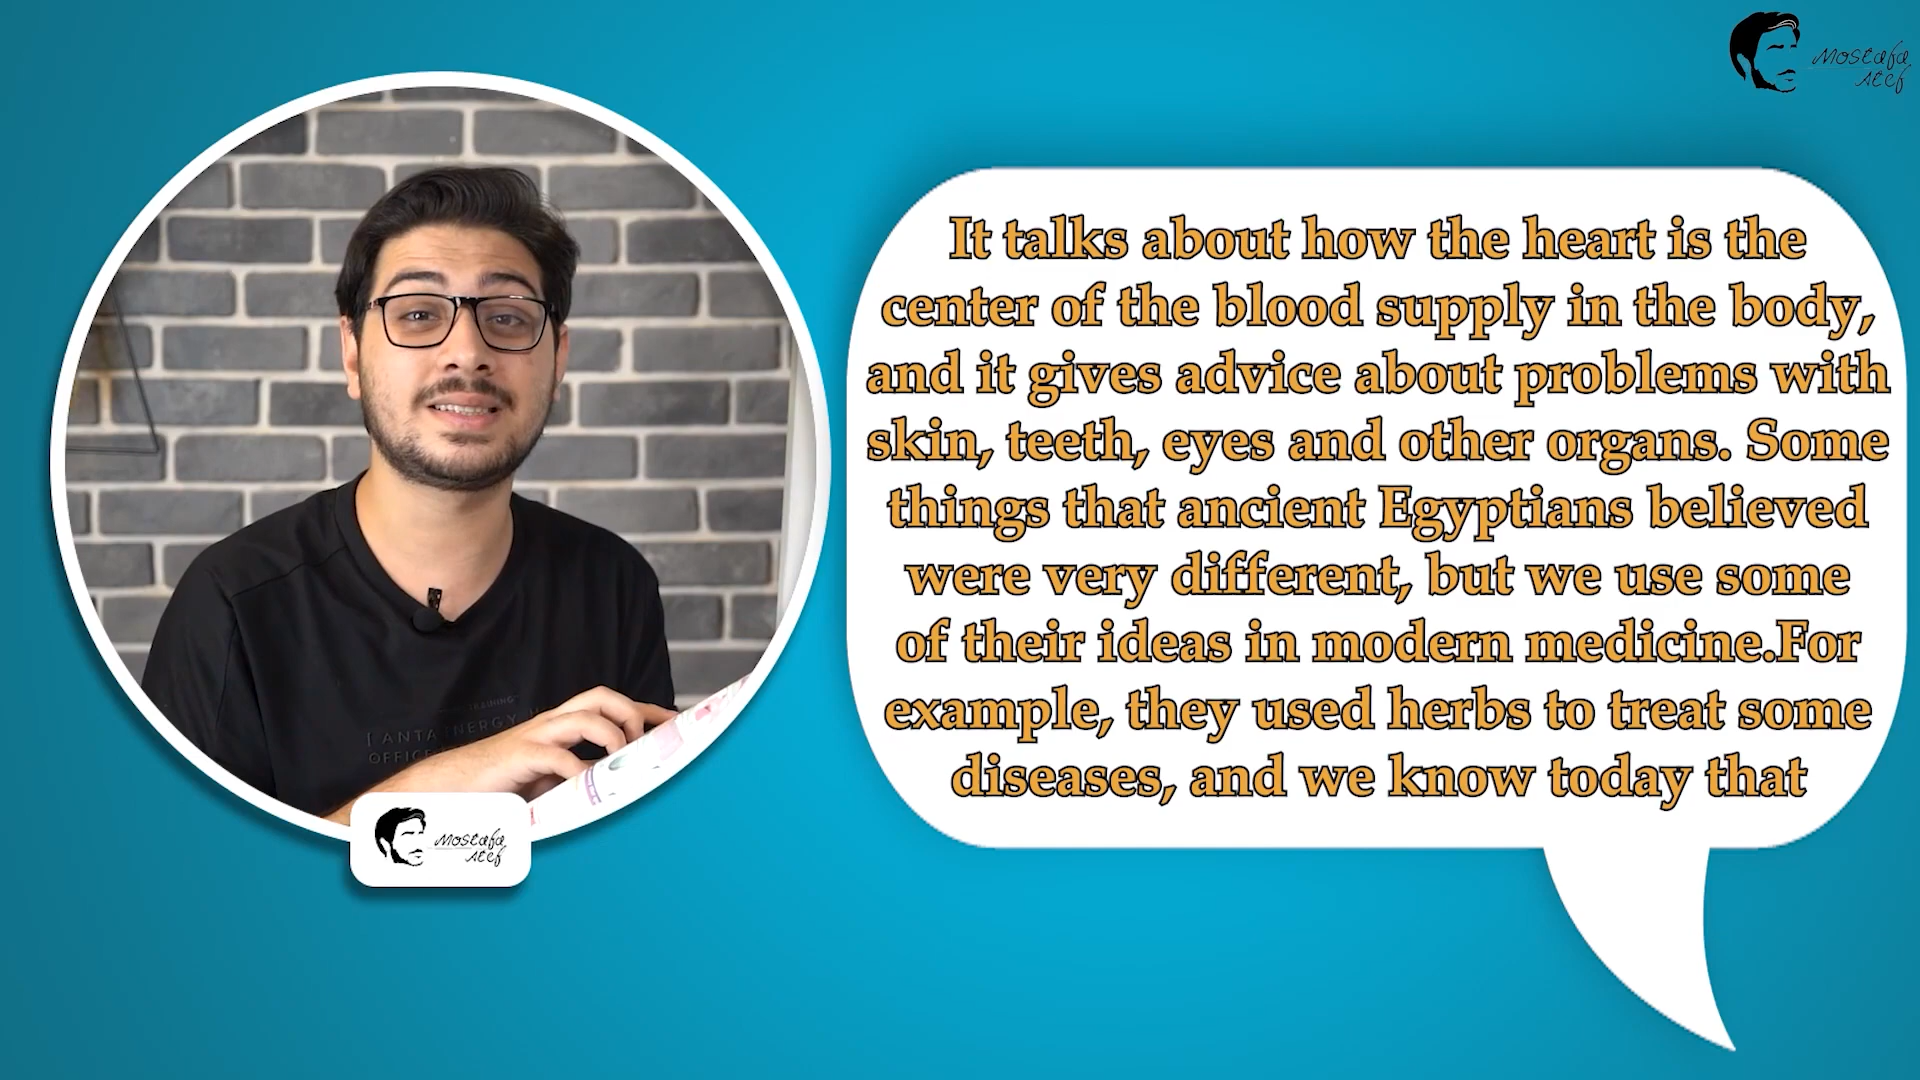 Mostafa
Atef
It talks about how the heart is the
center of the blood supply in the body,
and it gives advice about problems with
skin, teeth, eyes and other organs. Some
things that ancient Egyptians believed
were very different, but we use some
of their ideas in modern medicine.For
example, they used herbs to treat some
diseases, and we know today that
Mostafa
Atef